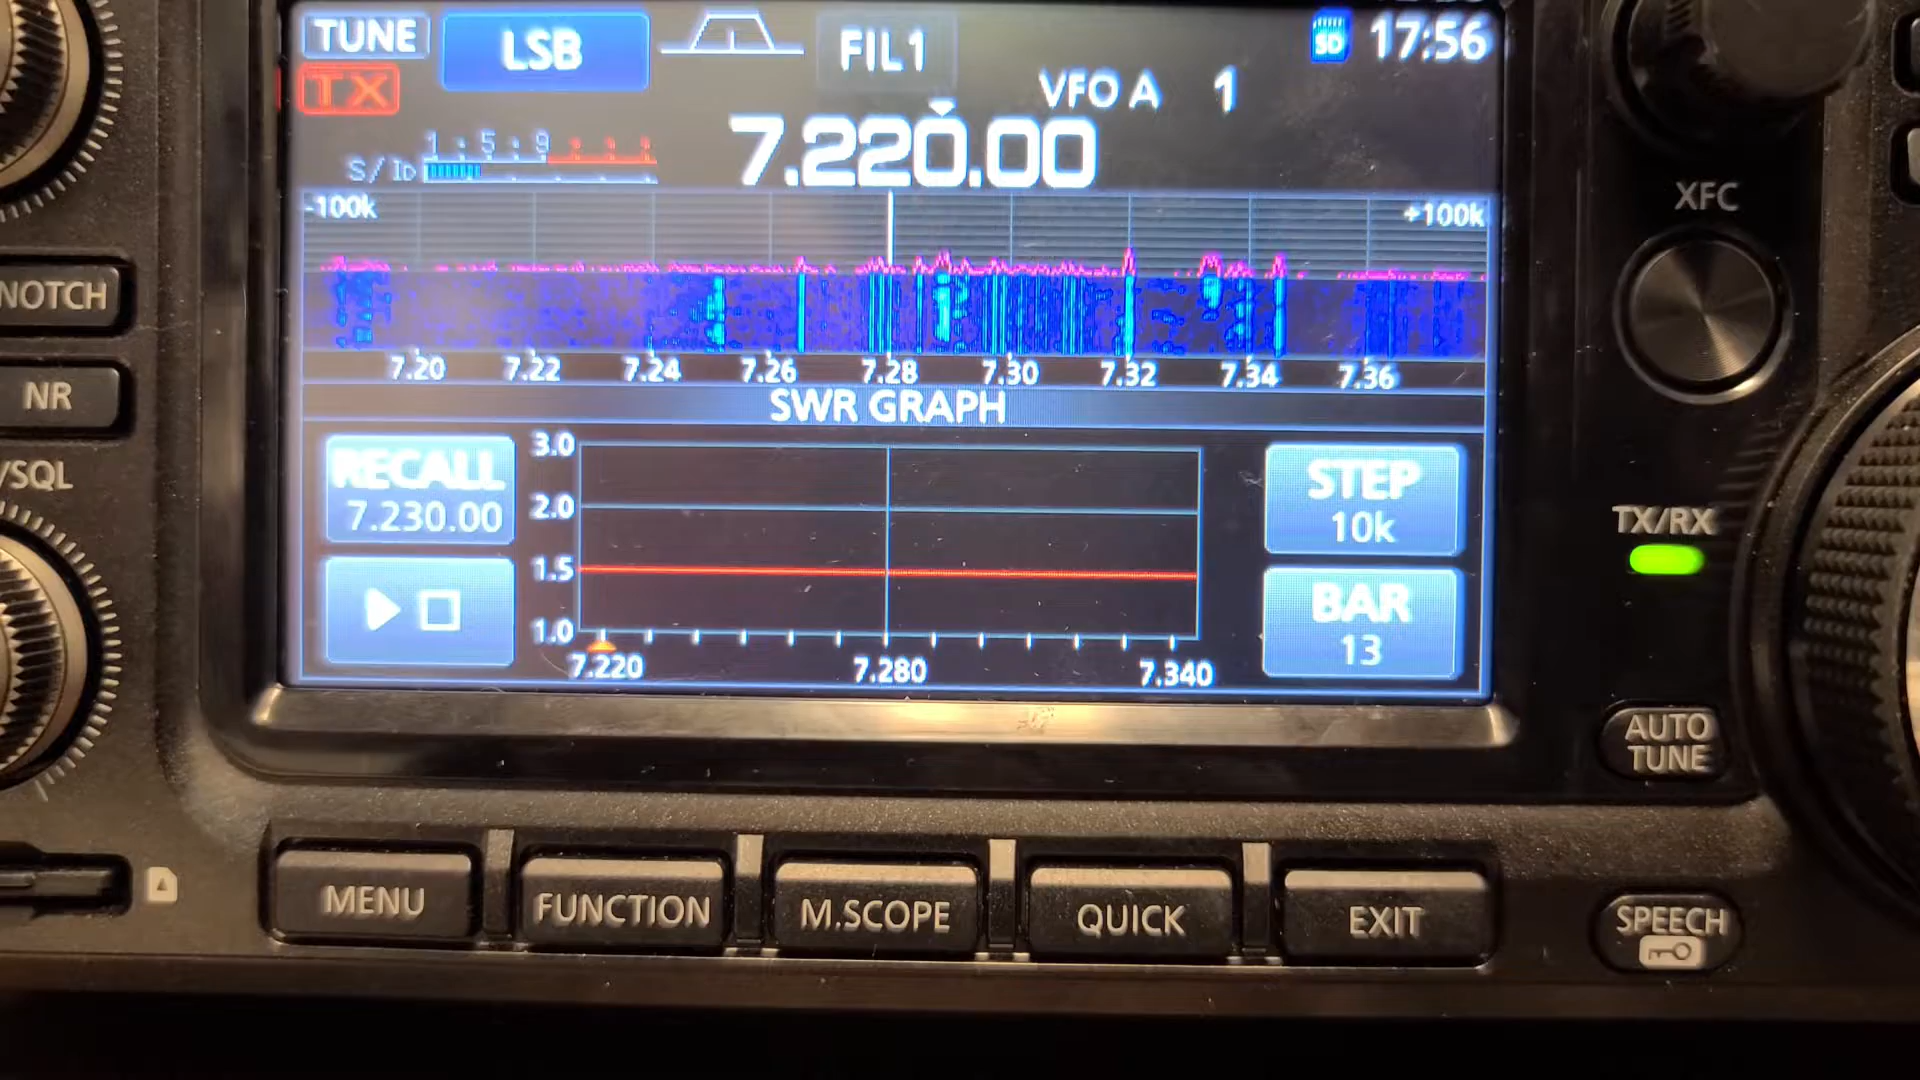 TUNE LSB FIL1 SD 17:56
TX
VFO A 1
7.220.00
1 5 9
S/ID
-100k +100k
7.20 7.22 7.24 7.26 7.28 7.30 7.32 7.34 7.36
SWR GRAPH
RECALL
7.230.00
3.0
2.0
1.5
1.0
7.220 7.280 7.340
STEP
10k
BAR
13
NOTCH
NR
/SQL
XFC
TX/RX
AUTO
TUNE
MENU FUNCTION M.SCOPE QUICK EXIT
SPEECH